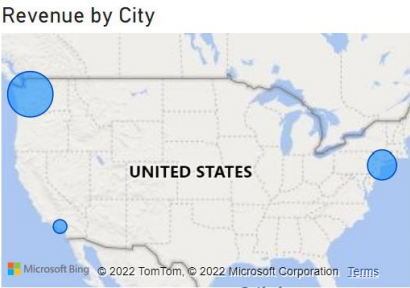 Revenue by City
UNITED STATES
Microsoft Bing © 2022 TomTom, © 2022 Microsoft Corporation Terms